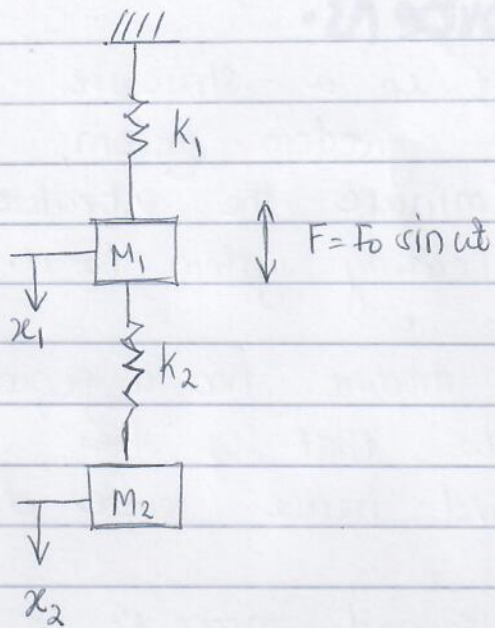 K₁
M₁
F = F₀ sin ωt
x₁
K₂
M₂
x₂